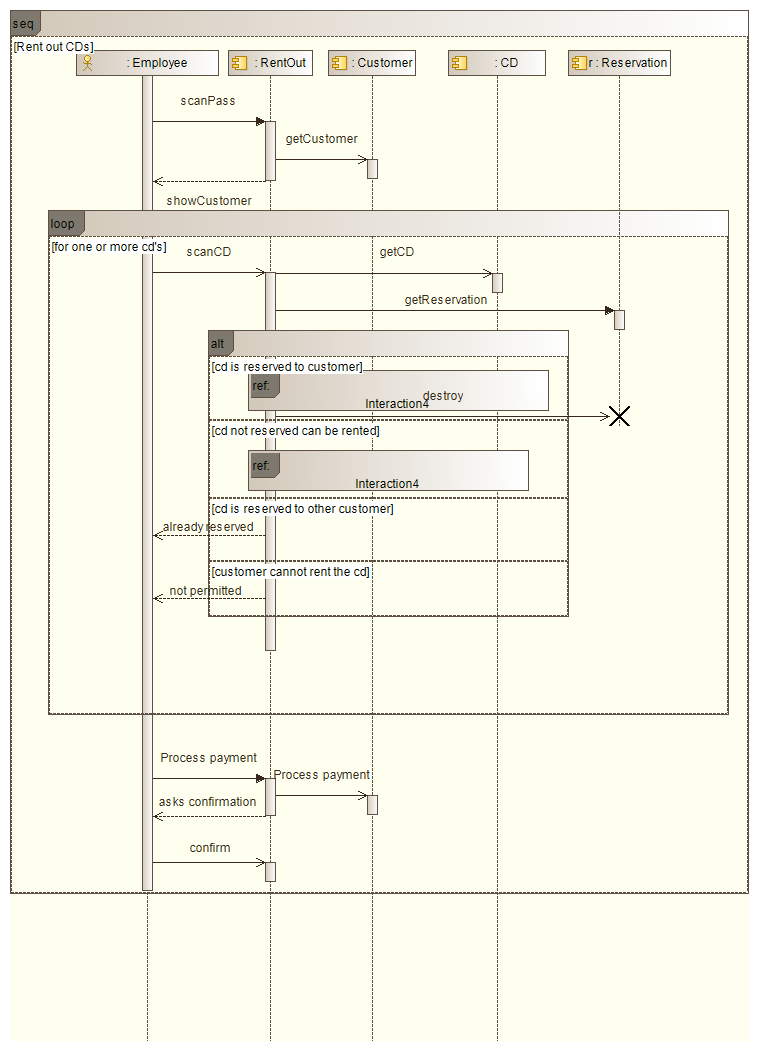 seq
[Rent out CDs]
: Employee
: RentOut
: Customer
: CD
r : Reservation
scanPass
getCustomer
showCustomer
loop
[for one or more cd's]
scanCD
getCD
getReservation
alt
[cd is reserved to customer]
ref:
destroy
Interaction4
[cd not reserved can be rented]
ref:
Interaction4
[cd is reserved to other customer]
already reserved
[customer cannot rent the cd]
not permitted
Process payment
Process payment
asks confirmation
confirm